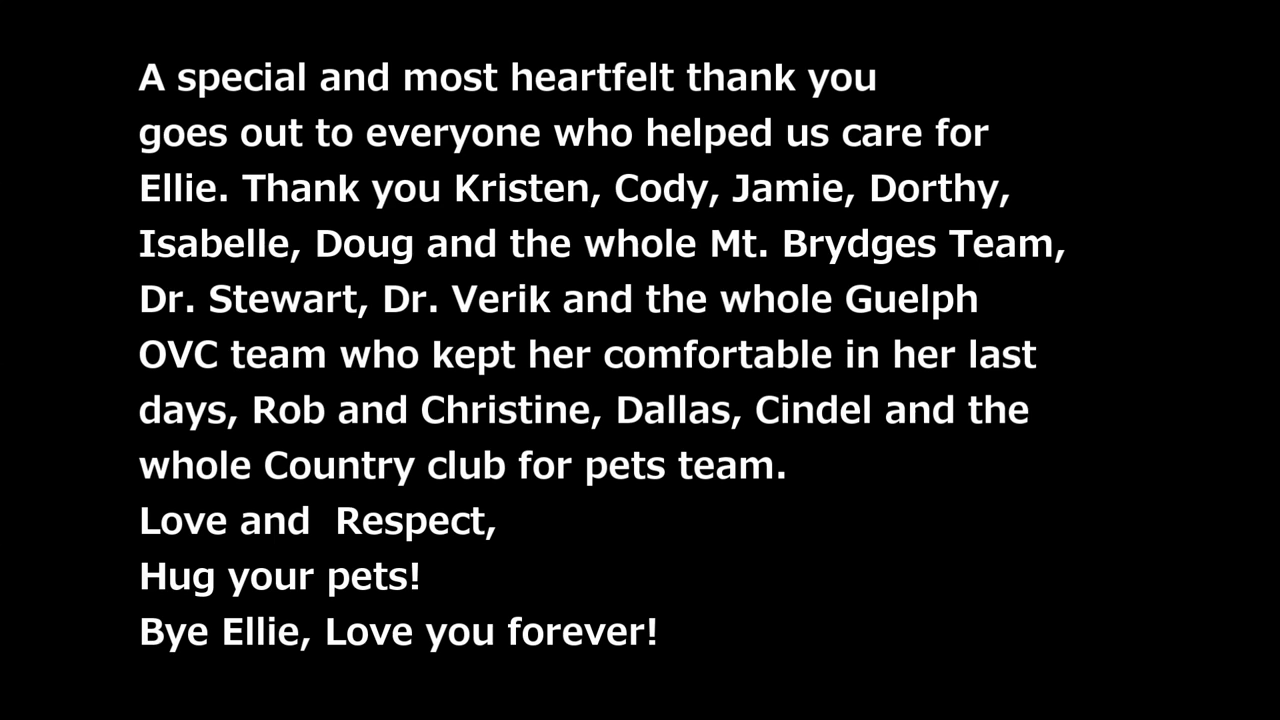 A special and most heartfelt thank you
goes out to everyone who helped us care for
Ellie. Thank you Kristen, Cody, Jamie, Dorthy,
Isabelle, Doug and the whole Mt. Brydges Team,
Dr. Stewart, Dr. Verik and the whole Guelph
OVC team who kept her comfortable in her last
days, Rob and Christine, Dallas, Cindel and the
whole Country club for pets team.
Love and  Respect,
Hug your pets!
Bye Ellie, Love you forever!